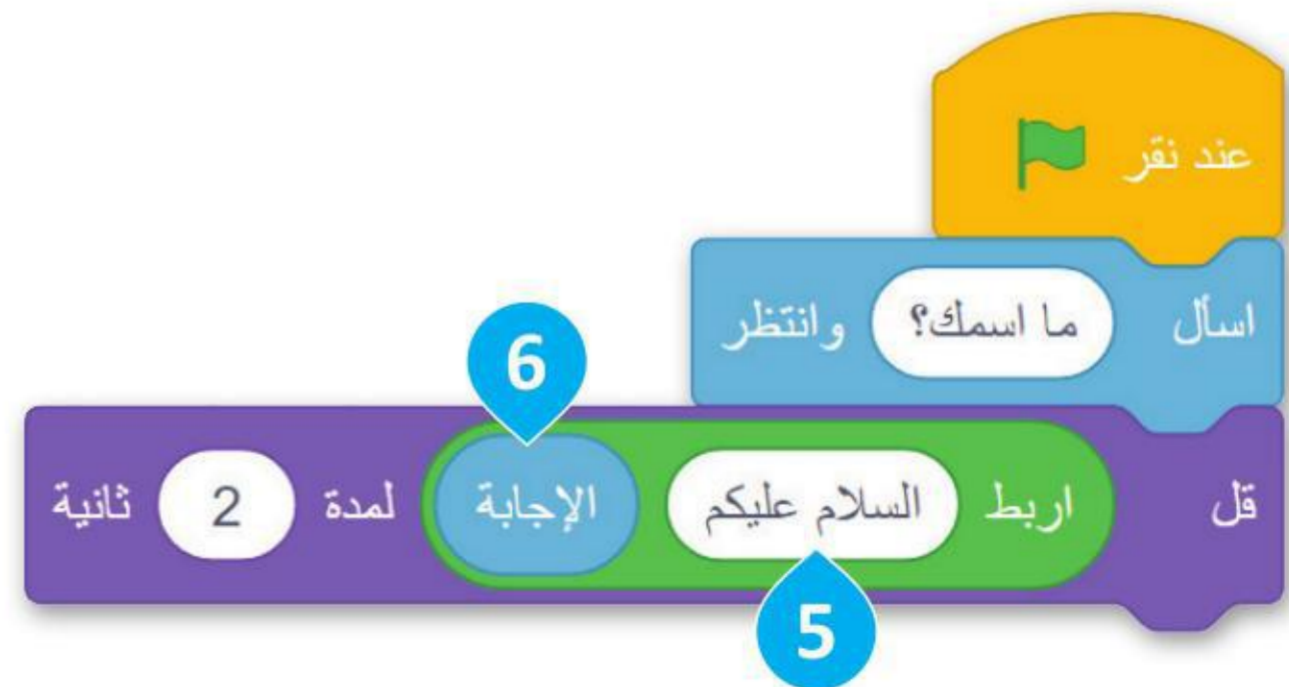 عند نقر
اسأل ما اسمك؟ وانتظر
6
قل اربط السلام عليكم الإجابة لمدة 2 ثانية
5